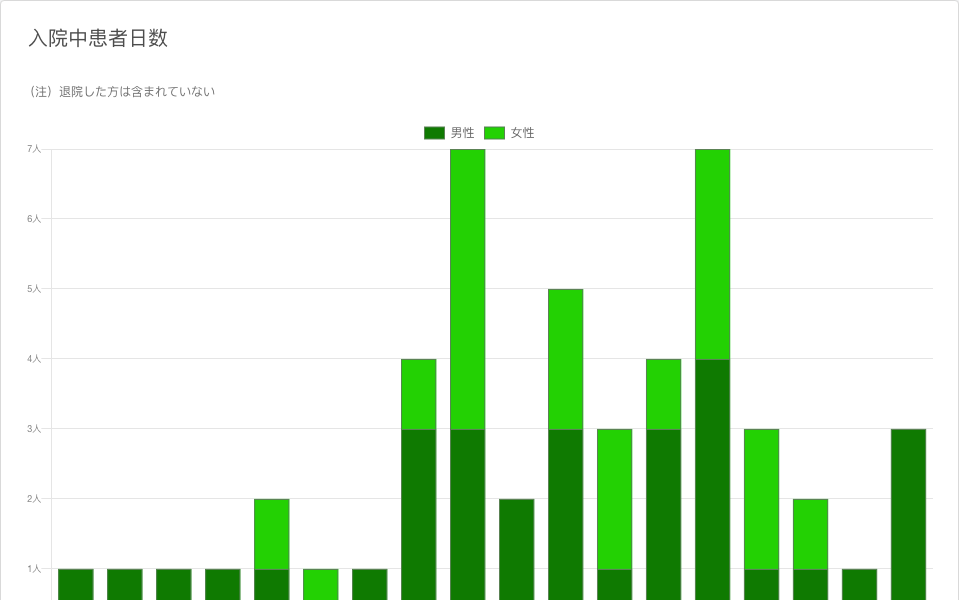 入院中患者日数
（注）退院した方は含まれていない
男性 女性
7人
6人
5人
4人
3人
2人
1人